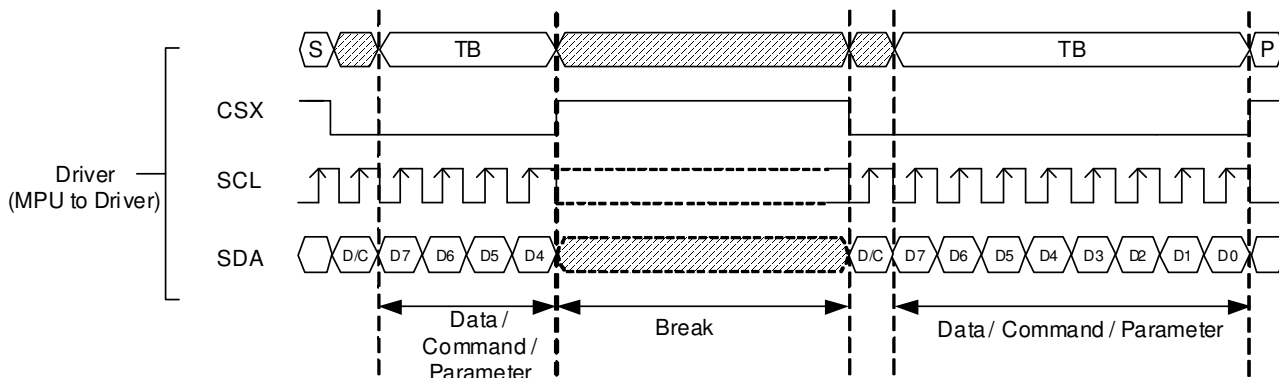 S
TB
TB
P
CSX
Driver
(MPU to Driver)
SCL
SDA
D/C
D7
D6
D5
D4
D/C
D7
D6
D5
D4
D3
D2
D1
D0
Data /
Command /
Parameter
Break
Data / Command / Parameter